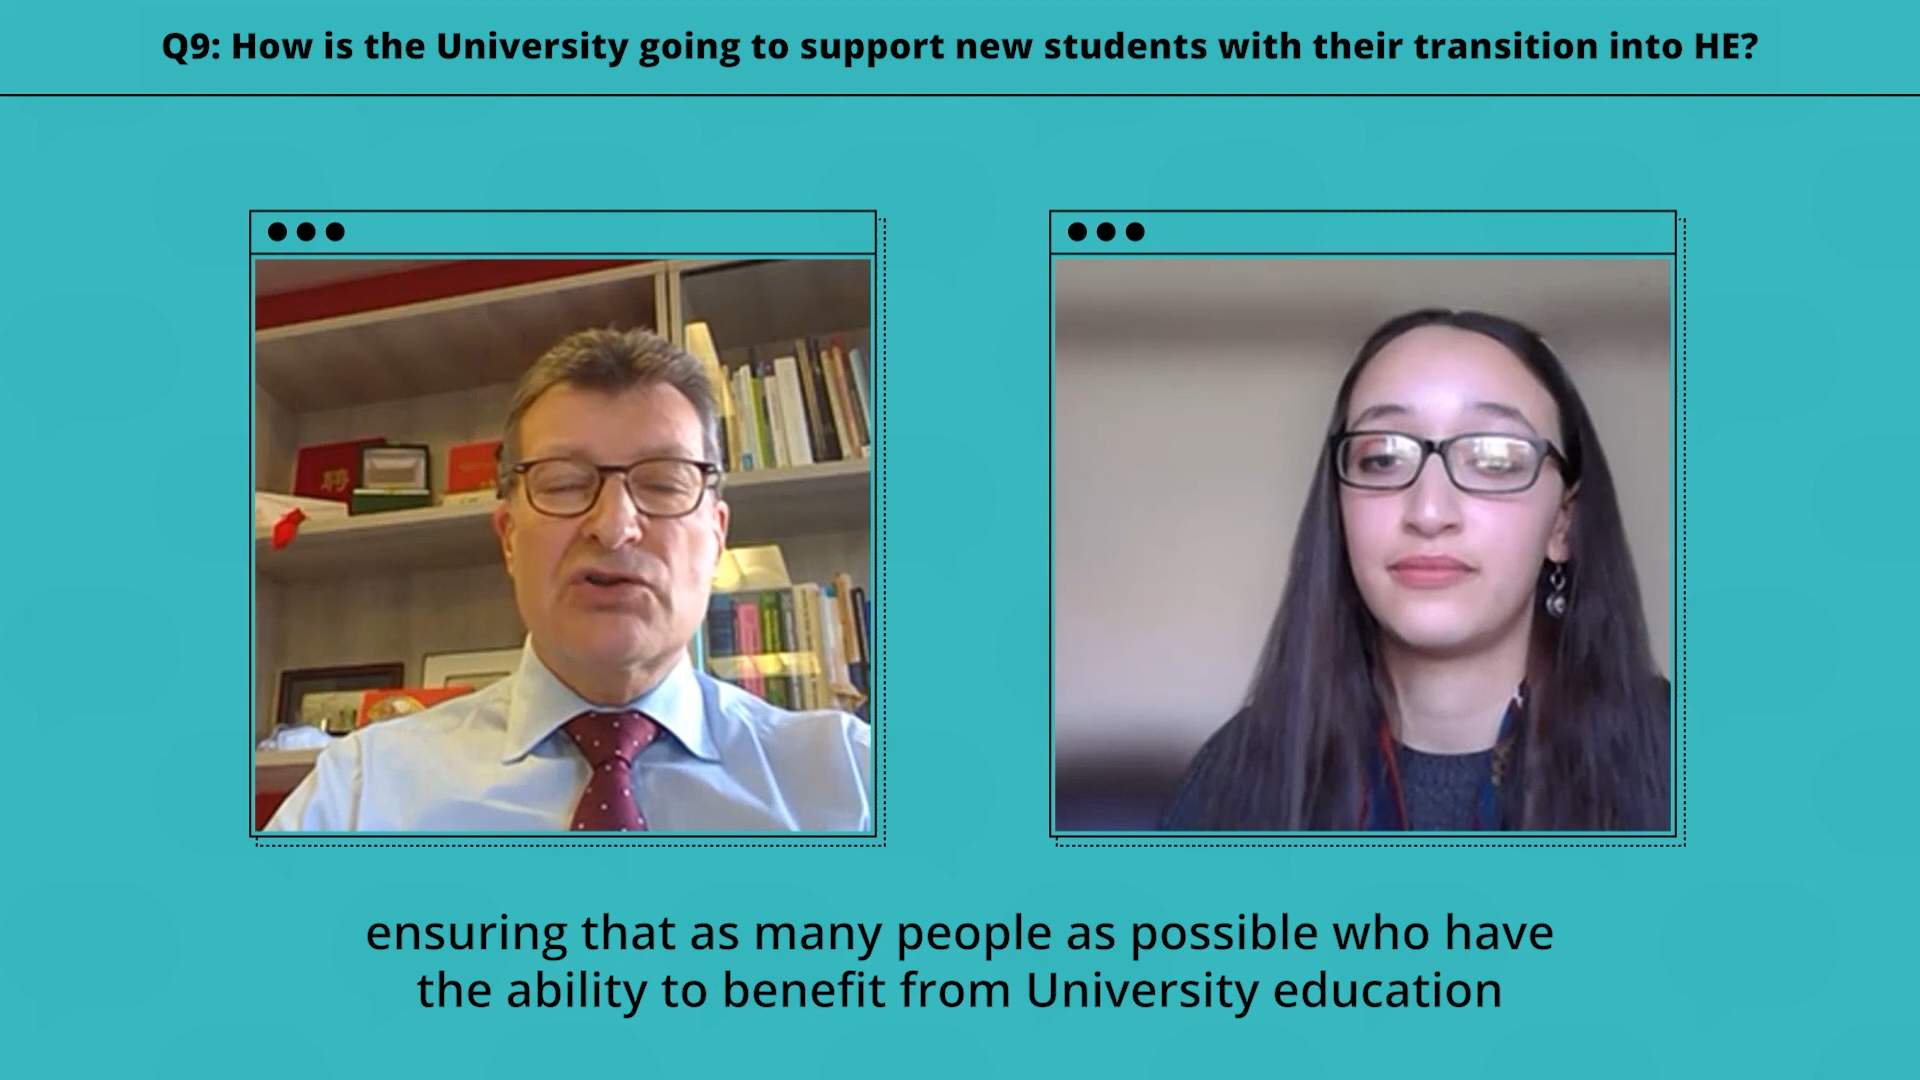 Q9: How is the University going to support new students with their transition into HE?
聘
ensuring that as many people as possible who have
the ability to benefit from University education